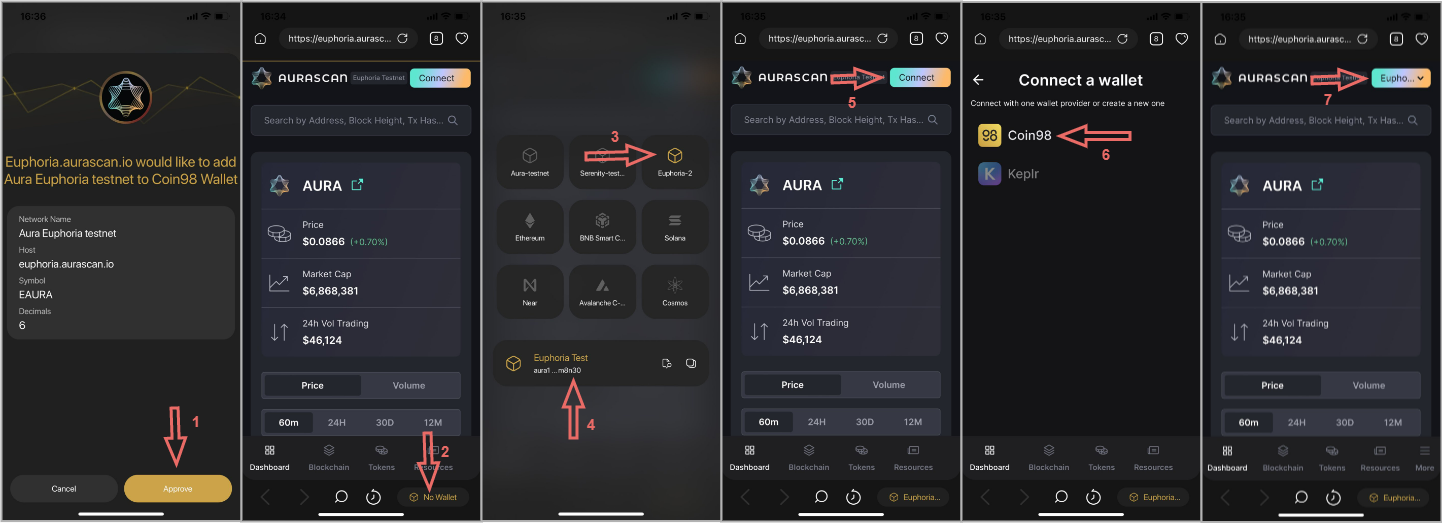 16:36
Euphoria.aurascan.io would like to add
Aura Euphoria testnet to Coin98 Wallet
Network Name
Aura Euphoria testnet
Host
euphoria.aurascan.io
Symbol
EAURA
Decimals
6
1
Cancel
Approve
16:34
https://euphoria.aurasc...
8
AURASCAN
Euphoria Testnet
Connect
Search by Address, Block Height, Tx Has...
AURA
Price
$0.0866 (+0.70%)
Market Cap
$6,868,381
24h Vol Trading
$46,124
Price
Volume
60m
24H
30D
12M
2
Dashboard
Blockchain
Tokens
Resources
No Wallet
16:35
3
Aura-testnet
Serenity-test...
Euphoria-2
Ethereum
BNB Smart C...
Solana
Near
Avalanche C-...
Cosmos
Euphoria Test
aura1 ...m8n30
4
16:35
https://euphoria.aurasc...
8
AURASCAN
Connect
5
Search by Address, Block Height, Tx Has...
AURA
Price
$0.0866 (+0.70%)
Market Cap
$6,868,381
24h Vol Trading
$46,124
Price
Volume
60m
24H
30D
12M
Dashboard
Blockchain
Tokens
Resources
Euphoria...
16:35
https://euphoria.aurasc...
8
Connect a wallet
Connect with one wallet provider or create a new one
98
Coin98
6
K
Keplr
Dashboard
Blockchain
Tokens
Resources
Euphoria...
16:35
https://euphoria.aurasc...
8
AURASCAN
Eupho...
7
Search by Address, Block Height, Tx Has...
AURA
Price
$0.0866 (+0.70%)
Market Cap
$6,868,381
24h Vol Trading
$46,124
Price
Volume
60m
24H
30D
12M
Dashboard
Blockchain
Tokens
Resources
More
Euphoria...